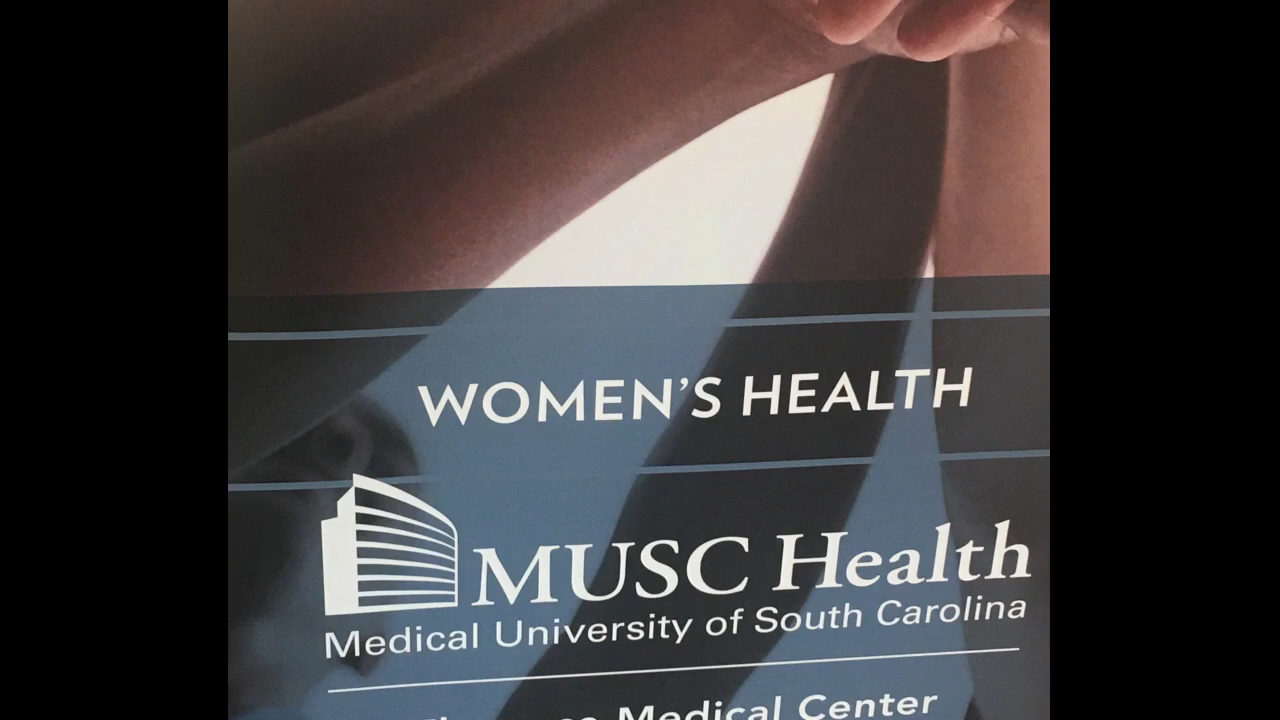 WOMEN'S HEALTH
MUSC Health
Medical University of South Carolina
Medical Center